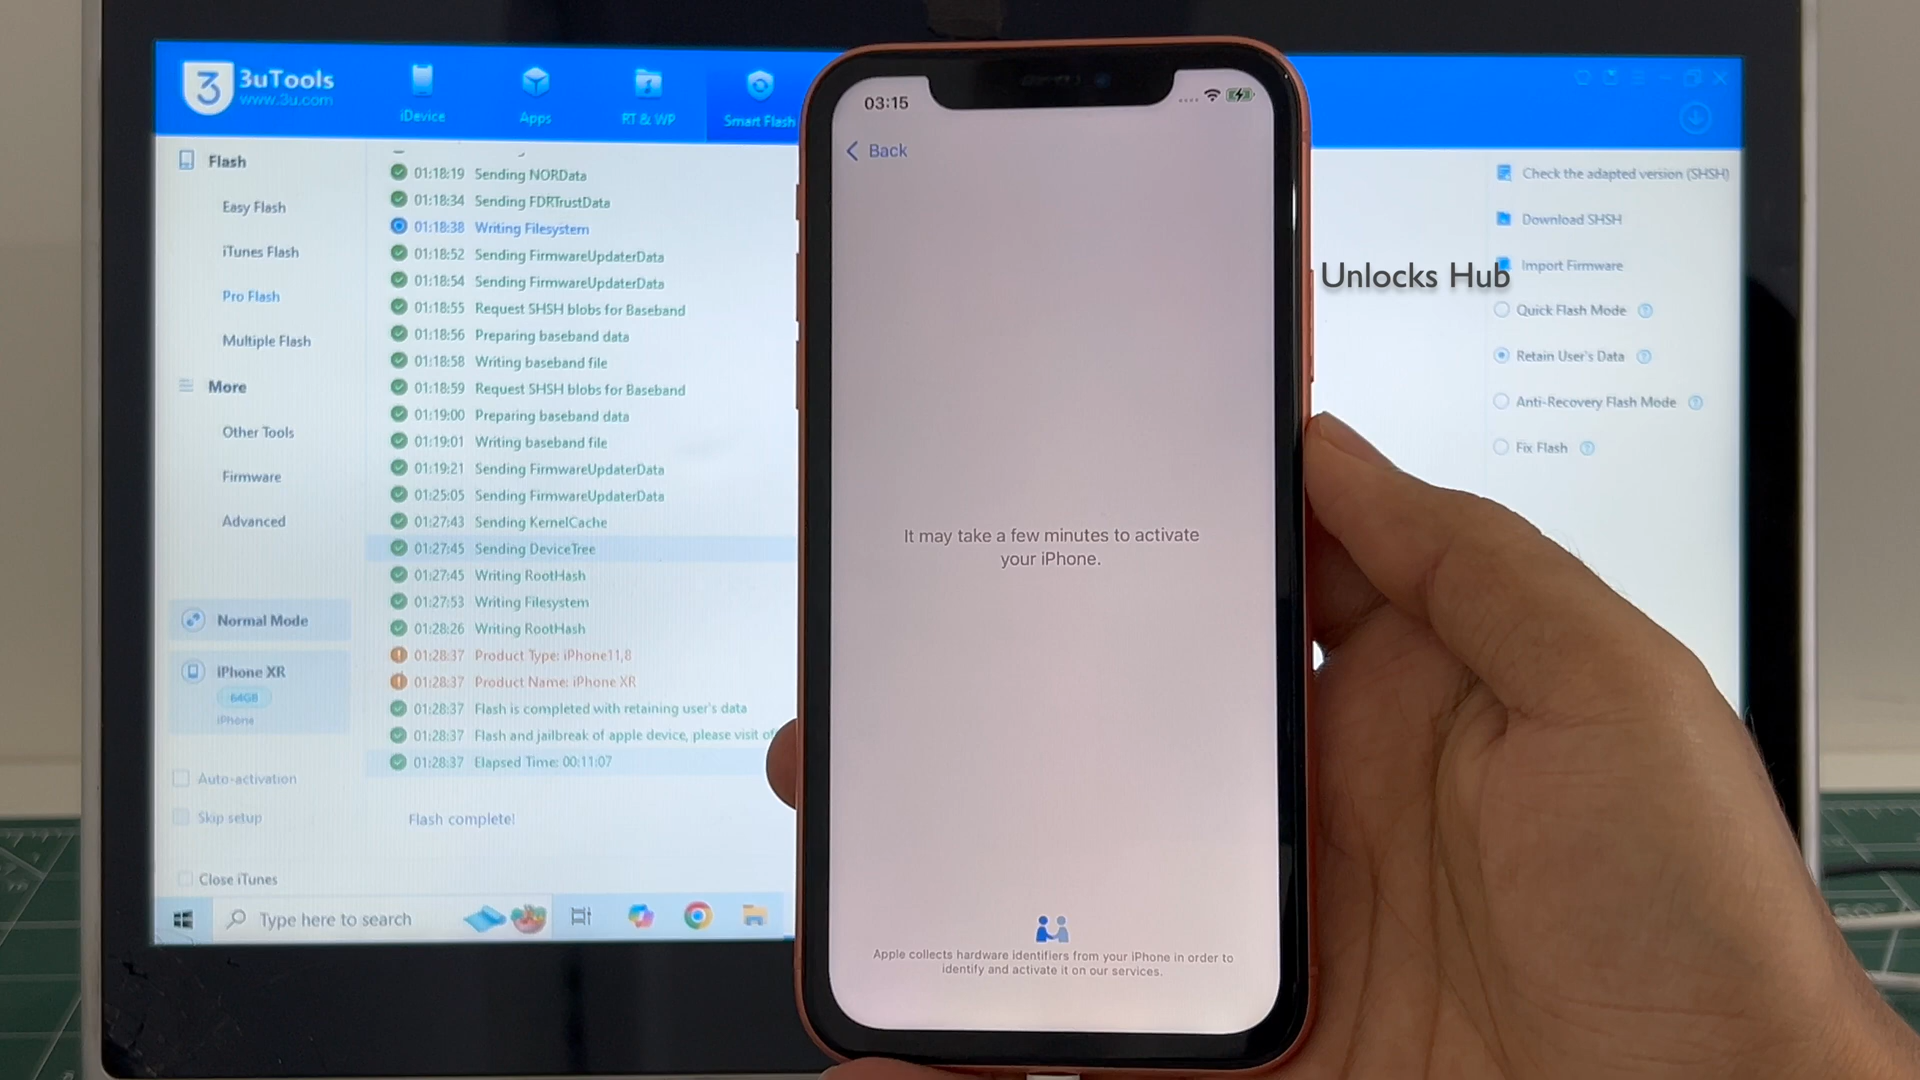 3uTools
www.3u.com
iDevice
Apps
RT & WP
Smart Flash
Flash
Easy Flash
iTunes Flash
Pro Flash
Multiple Flash
More
Other Tools
Firmware
Advanced
Normal Mode
iPhone XR
64GB
iPhone
Auto-activation
Skip setup
Close iTunes
01:18:19 Sending NORData
01:18:34 Sending FDRTrustData
01:18:38 Writing Filesystem
01:18:52 Sending FirmwareUpdaterData
01:18:54 Sending FirmwareUpdaterData
01:18:55 Request SHSH blobs for Baseband
01:18:56 Preparing baseband data
01:18:58 Writing baseband file
01:18:59 Request SHSH blobs for Baseband
01:19:00 Preparing baseband data
01:19:01 Writing baseband file
01:19:21 Sending FirmwareUpdaterData
01:25:05 Sending FirmwareUpdaterData
01:27:43 Sending KernelCache
01:27:45 Sending DeviceTree
01:27:45 Writing RootHash
01:27:53 Writing Filesystem
01:28:26 Writing RootHash
01:28:37 Product Type: iPhone11,8
01:28:37 Product Name: iPhone XR
01:28:37 Flash is completed with retaining user's data
01:28:37 Flash and jailbreak of apple device, please visit of
01:28:37 Elapsed Time: 00:11:07
Flash complete!
Type here to search
03:15
Back
It may take a few minutes to activate
your iPhone.
Apple collects hardware identifiers from your iPhone in order to
identify and activate it on our services.
Check the adapted version (SHSH)
Download SHSH
Import Firmware
Unlocks Hub
Quick Flash Mode
Retain User's Data
Anti-Recovery Flash Mode
Fix Flash